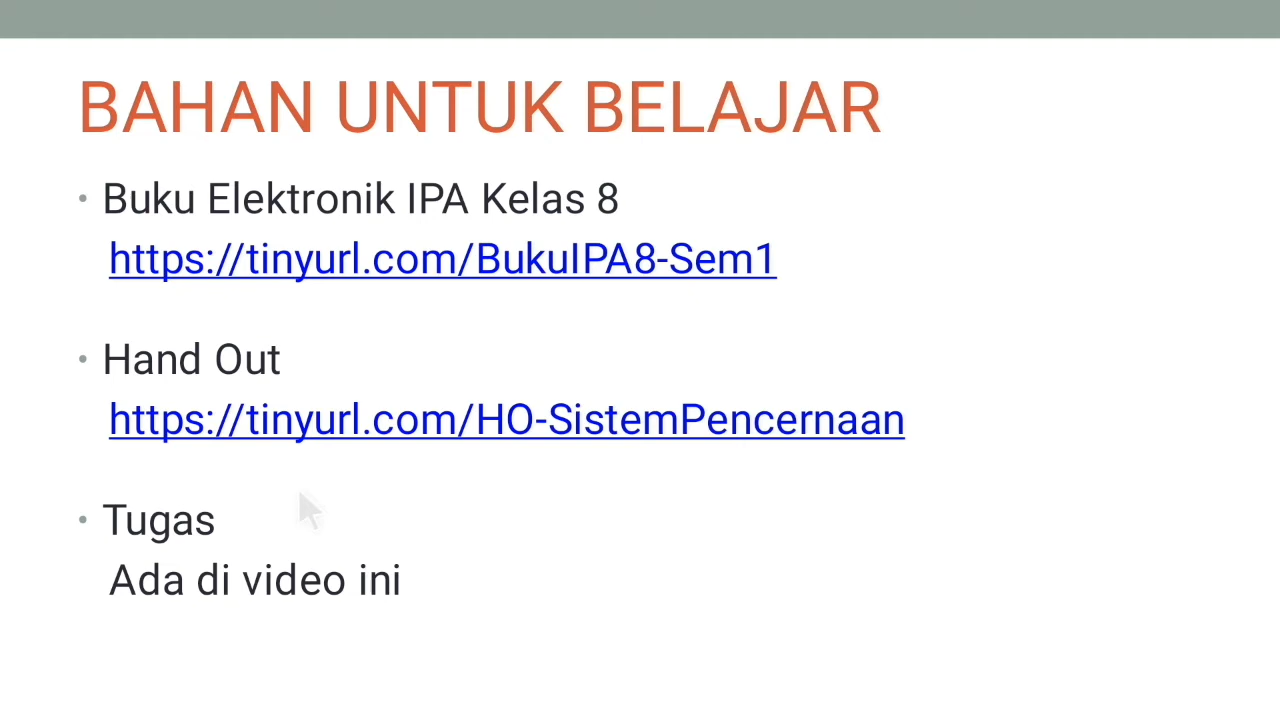 BAHAN UNTUK BELAJAR
• Buku Elektronik IPA Kelas 8
https://tinyurl.com/BukuIPA8-Sem1
• Hand Out
https://tinyurl.com/HO-SistemPencernaan
• Tugas
Ada di video ini